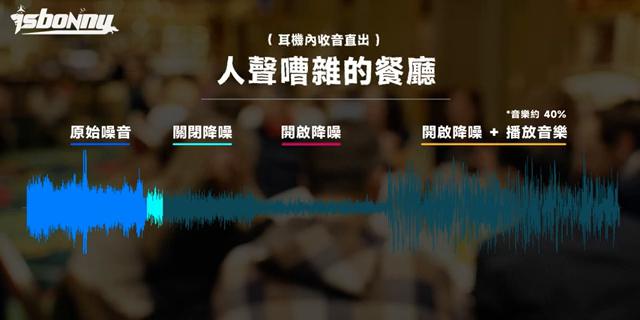 isbonny
( 耳機內收音直出 )
人聲嘈雜的餐廳
*音樂約 40%
原始噪音 關閉降噪 開啟降噪 開啟降噪 + 播放音樂